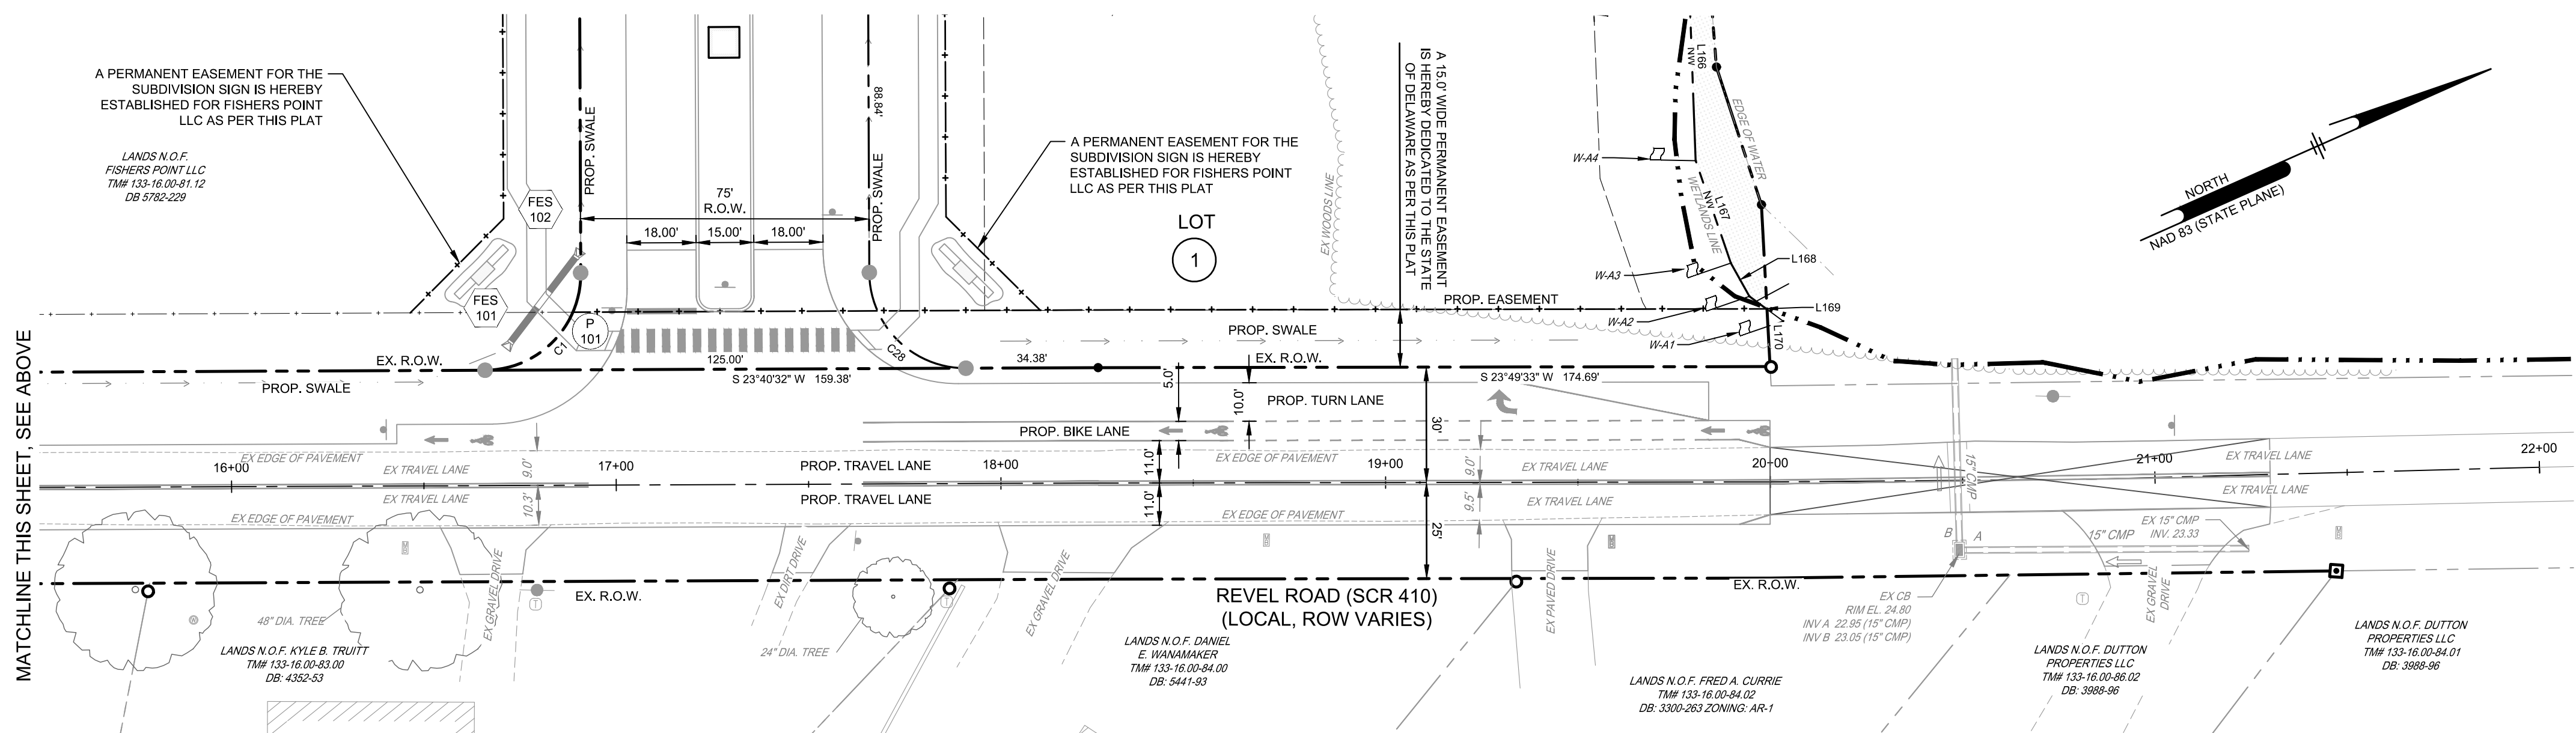 A PERMANENT EASEMENT FOR THE
SUBDIVISION SIGN IS HEREBY
ESTABLISHED FOR FISHERS POINT
LLC AS PER THIS PLAT
LANDS N.O.F.
FISHERS POINT LLC
TM# 133-16.00-81.12
DB 5782-229
FES
102
FES
101
P
101
PROP. SWALE
75'
R.O.W.
18.00'
15.00'
18.00'
88.84'
PROP. SWALE
A PERMANENT EASEMENT FOR THE
SUBDIVISION SIGN IS HEREBY
ESTABLISHED FOR FISHERS POINT
LLC AS PER THIS PLAT
LOT
1
EX WOODSLINE
A 15.0' WIDE PERMANENT EASEMENT
IS HEREBY DEDICATED TO THE STATE
OF DELAWARE AS PER THIS PLAT
L166
NW
EDGE OF WATER
W-A4
L167
NW
WETLANDS LINE
L168
W-A3
L169
W-A2
L170
W-A1
NORTH
NAD 83 (STATE PLANE)
PROP. EASEMENT
MATCHLINE THIS SHEET, SEE ABOVE
EX. R.O.W.
PROP. SWALE
C1
125.00'
C28
S 23°40'32" W 159.38'
34.38'
PROP. SWALE
EX. R.O.W.
5.0'
10.0'
PROP. TURN LANE
S 23°49'33" W 174.69'
30'
PROP. BIKE LANE
EX EDGE OF PAVEMENT
16+00
EX TRAVEL LANE
9.0'
17+00
PROP. TRAVEL LANE
18+00
11.0'
EX EDGE OF PAVEMENT
19+00
9.0'
EX TRAVEL LANE
20+00
15" CMP
21+00
EX TRAVEL LANE
22+00
EX TRAVEL LANE
10.3'
PROP. TRAVEL LANE
11.0'
25'
9.5'
EX TRAVEL LANE
EX TRAVEL LANE
EX EDGE OF PAVEMENT
EX EDGE OF PAVEMENT
B
A
15" CMP
EX 15" CMP
INV. 23.33
EX GRAVEL DRIVE
EX. R.O.W.
T
EX DIRT DRIVE
T
EX GRAVEL DRIVE
REVEL ROAD (SCR 410)
(LOCAL, ROW VARIES)
EX PAVED DRIVE
EX. R.O.W.
EX CB
RIM EL. 24.80
INV A 22.95 (15" CMP)
INV B 23.05 (15" CMP)
T
EX GRAVEL
DRIVE
48" DIA. TREE
W
24" DIA. TREE
LANDS N.O.F. KYLE B. TRUITT
TM# 133-16.00-83.00
DB: 4352-53
LANDS N.O.F. DANIEL
E. WANAMAKER
TM# 133-16.00-84.00
DB: 5441-93
LANDS N.O.F. FRED A. CURRIE
TM# 133-16.00-84.02
DB: 3300-263 ZONING: AR-1
LANDS N.O.F. DUTTON
PROPERTIES LLC
TM# 133-16.00-86.02
DB: 3988-96
LANDS N.O.F. DUTTON
PROPERTIES LLC
TM# 133-16.00-84.01
DB: 3988-96